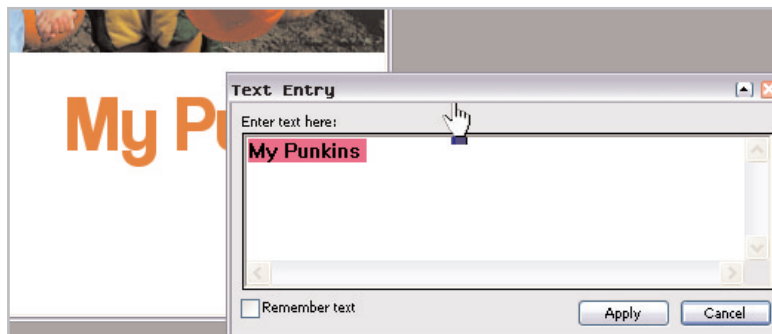 My Pu
Text Entry
Enter text here:
My Punkins
Remember text
Apply
Cancel